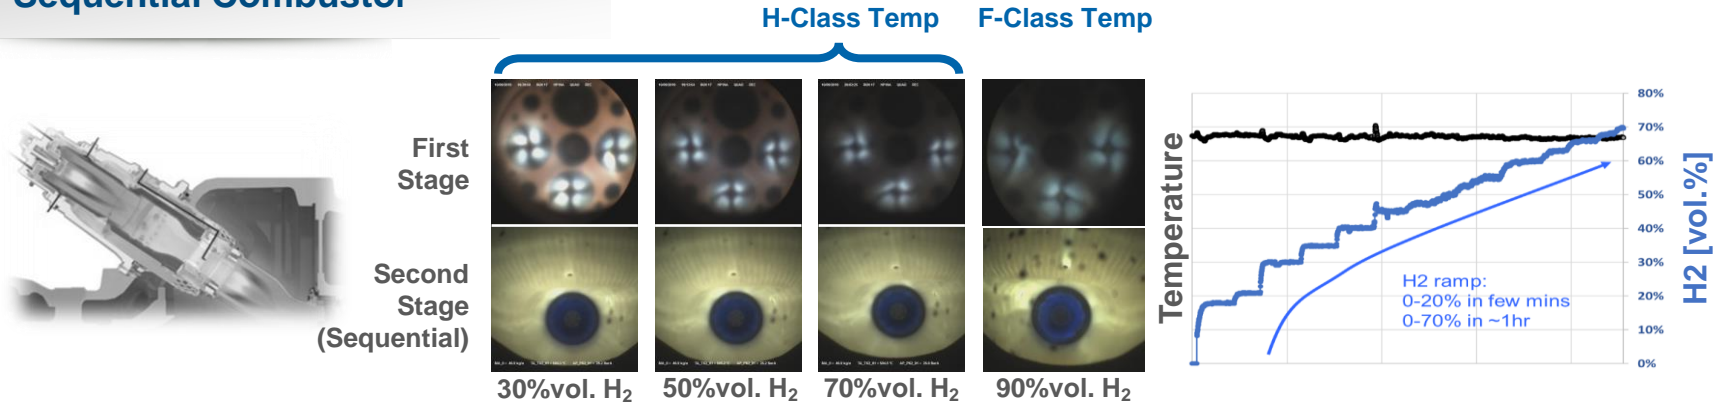 Sequential Combustor
H-Class Temp
F-Class Temp
First
Stage
Second
Stage
(Sequential)
30%vol. H₂
50%vol. H₂
70%vol. H₂
90%vol. H₂
Temperature
80%
70%
60%
50%
40%
30%
20%
10%
0%
H2 [vol.%]
H2 ramp:
0-20% in few mins
0-70% in ~1hr